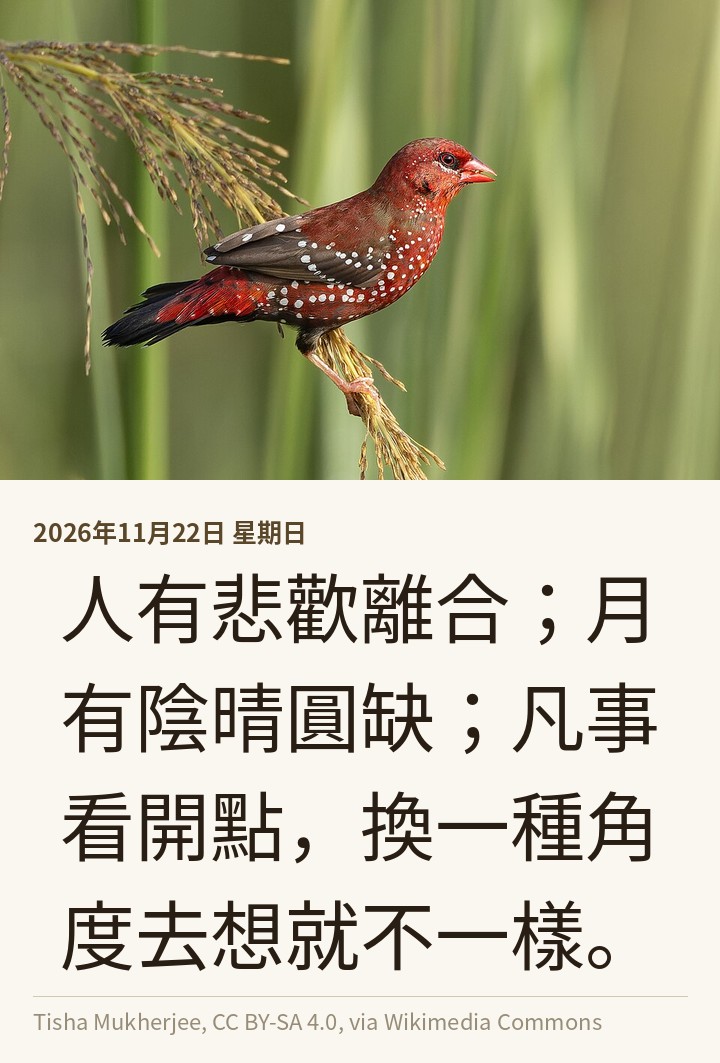 2026年11月22日 星期日
人有悲歡離合；月
有陰晴圓缺；凡事
看開點，換一種角
度去想就不一樣。
Tisha Mukherjee, CC BY-SA 4.0, via Wikimedia Commons